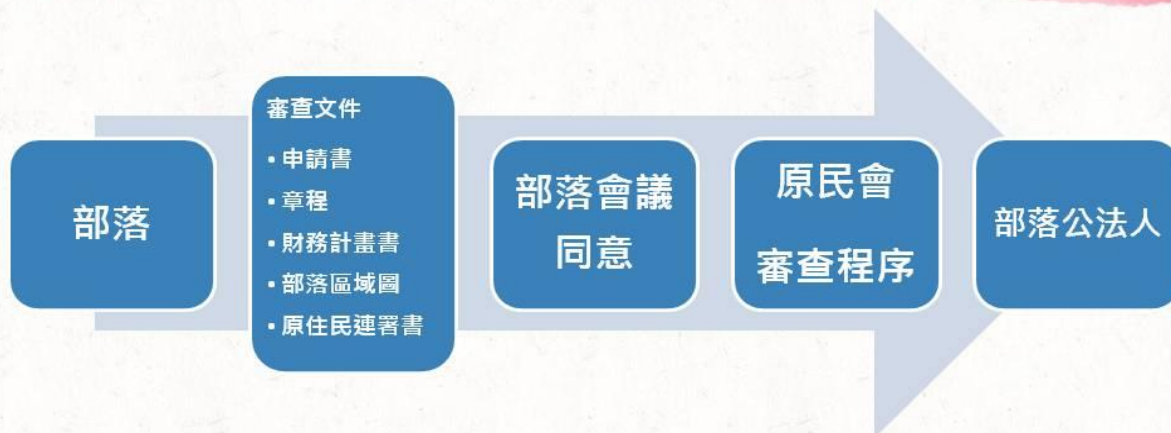 部落
審查文件
• 申請書
• 章程
• 財務計畫書
• 部落區域圖
• 原住民連署書
部落會議
同意
原民會
審查程序
部落公法人